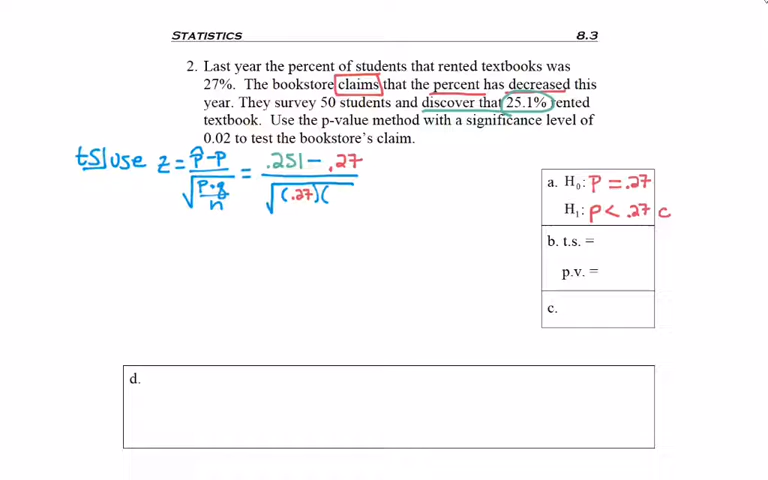 STATISTICS 8.3
2. Last year the percent of students that rented textbooks was
27%. The bookstore claims that the percent has decreased this
year. They survey 50 students and discover that 25.1% rented
textbook. Use the p-value method with a significance level of
0.02 to test the bookstore's claim.
ts use z = p̂-p / √(p·q / n) = .251 - .27 / √(.27)(
a. H₀: P = .27
H₁: P < .27 c
b. t.s. =
p.v. =
c.
d.